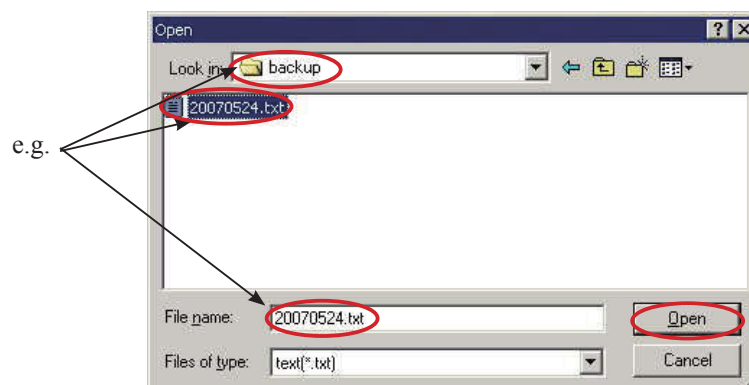 Open
Look in: backup
20070524.txt
e.g.
File name: 20070524.txt
Open
Files of type: text(*.txt)
Cancel